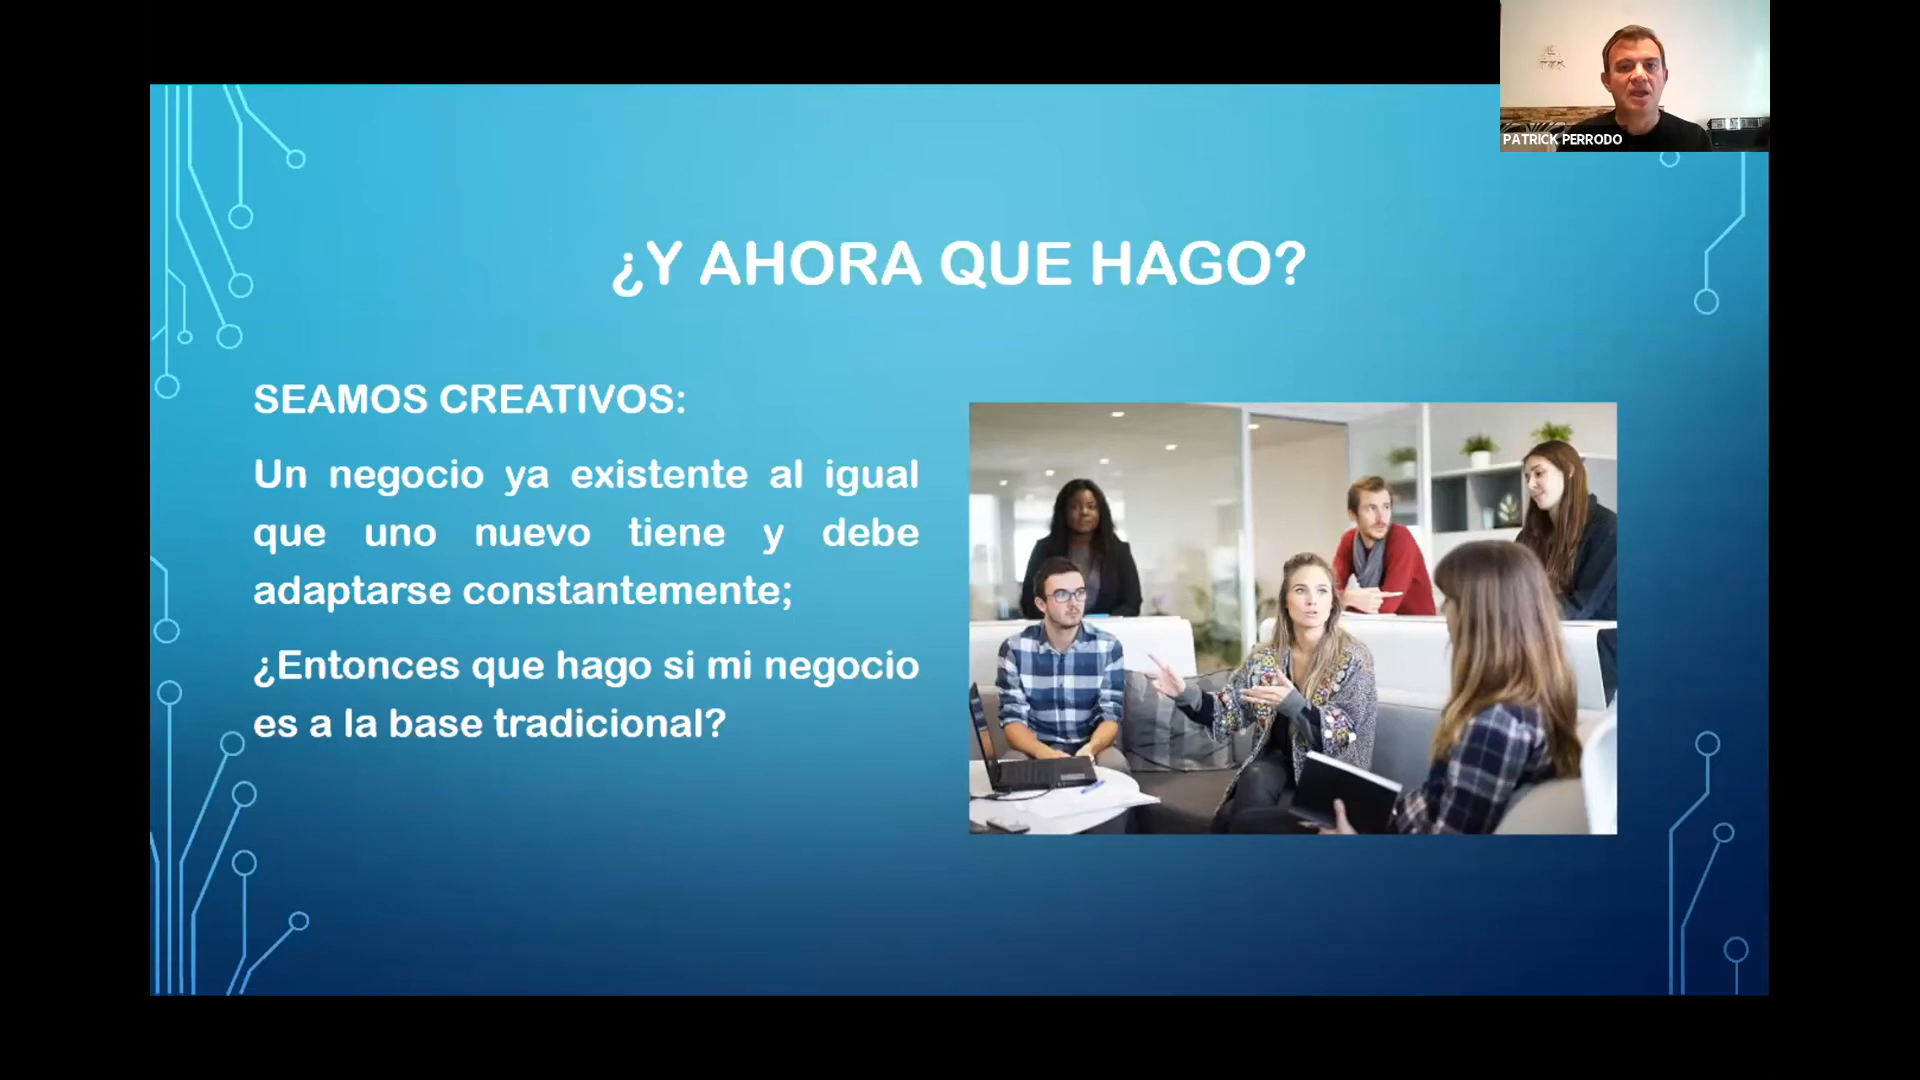 PATRICK PERRODO
¿Y AHORA QUE HAGO?
SEAMOS CREATIVOS:
Un negocio ya existente al igual
que uno nuevo tiene y debe
adaptarse constantemente;
¿Entonces que hago si mi negocio
es a la base tradicional?